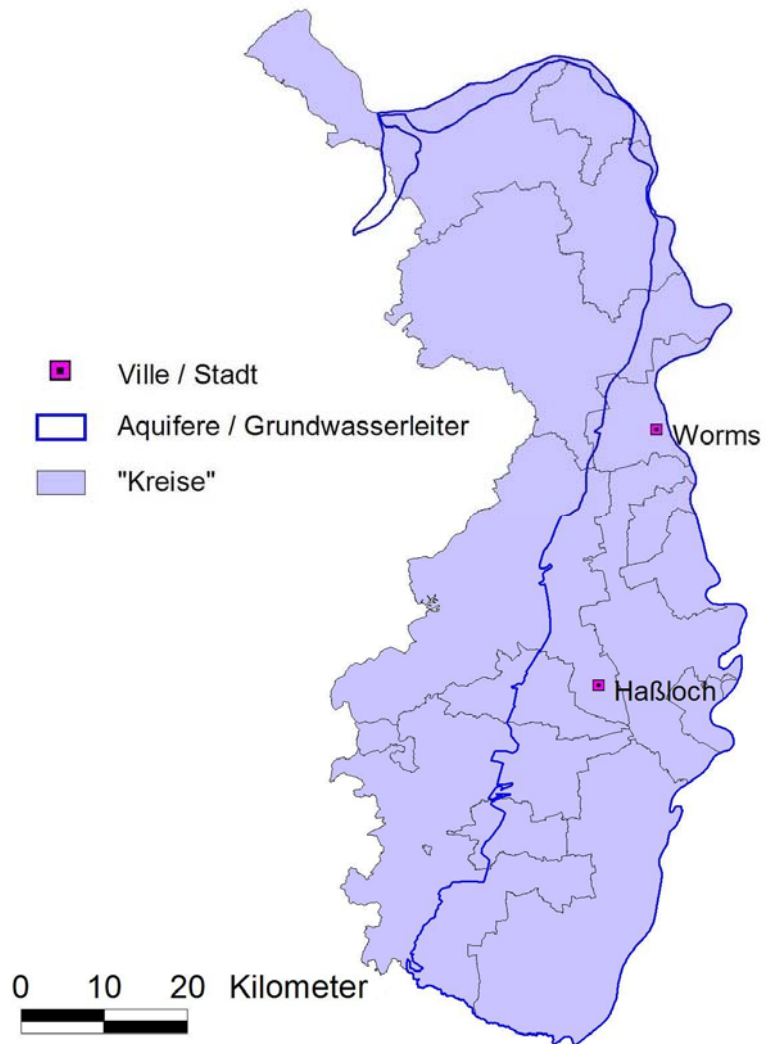 Ville / Stadt
Aquifere / Grundwasserleiter
"Kreise"
Worms
Haßloch
0 10 20 Kilometer